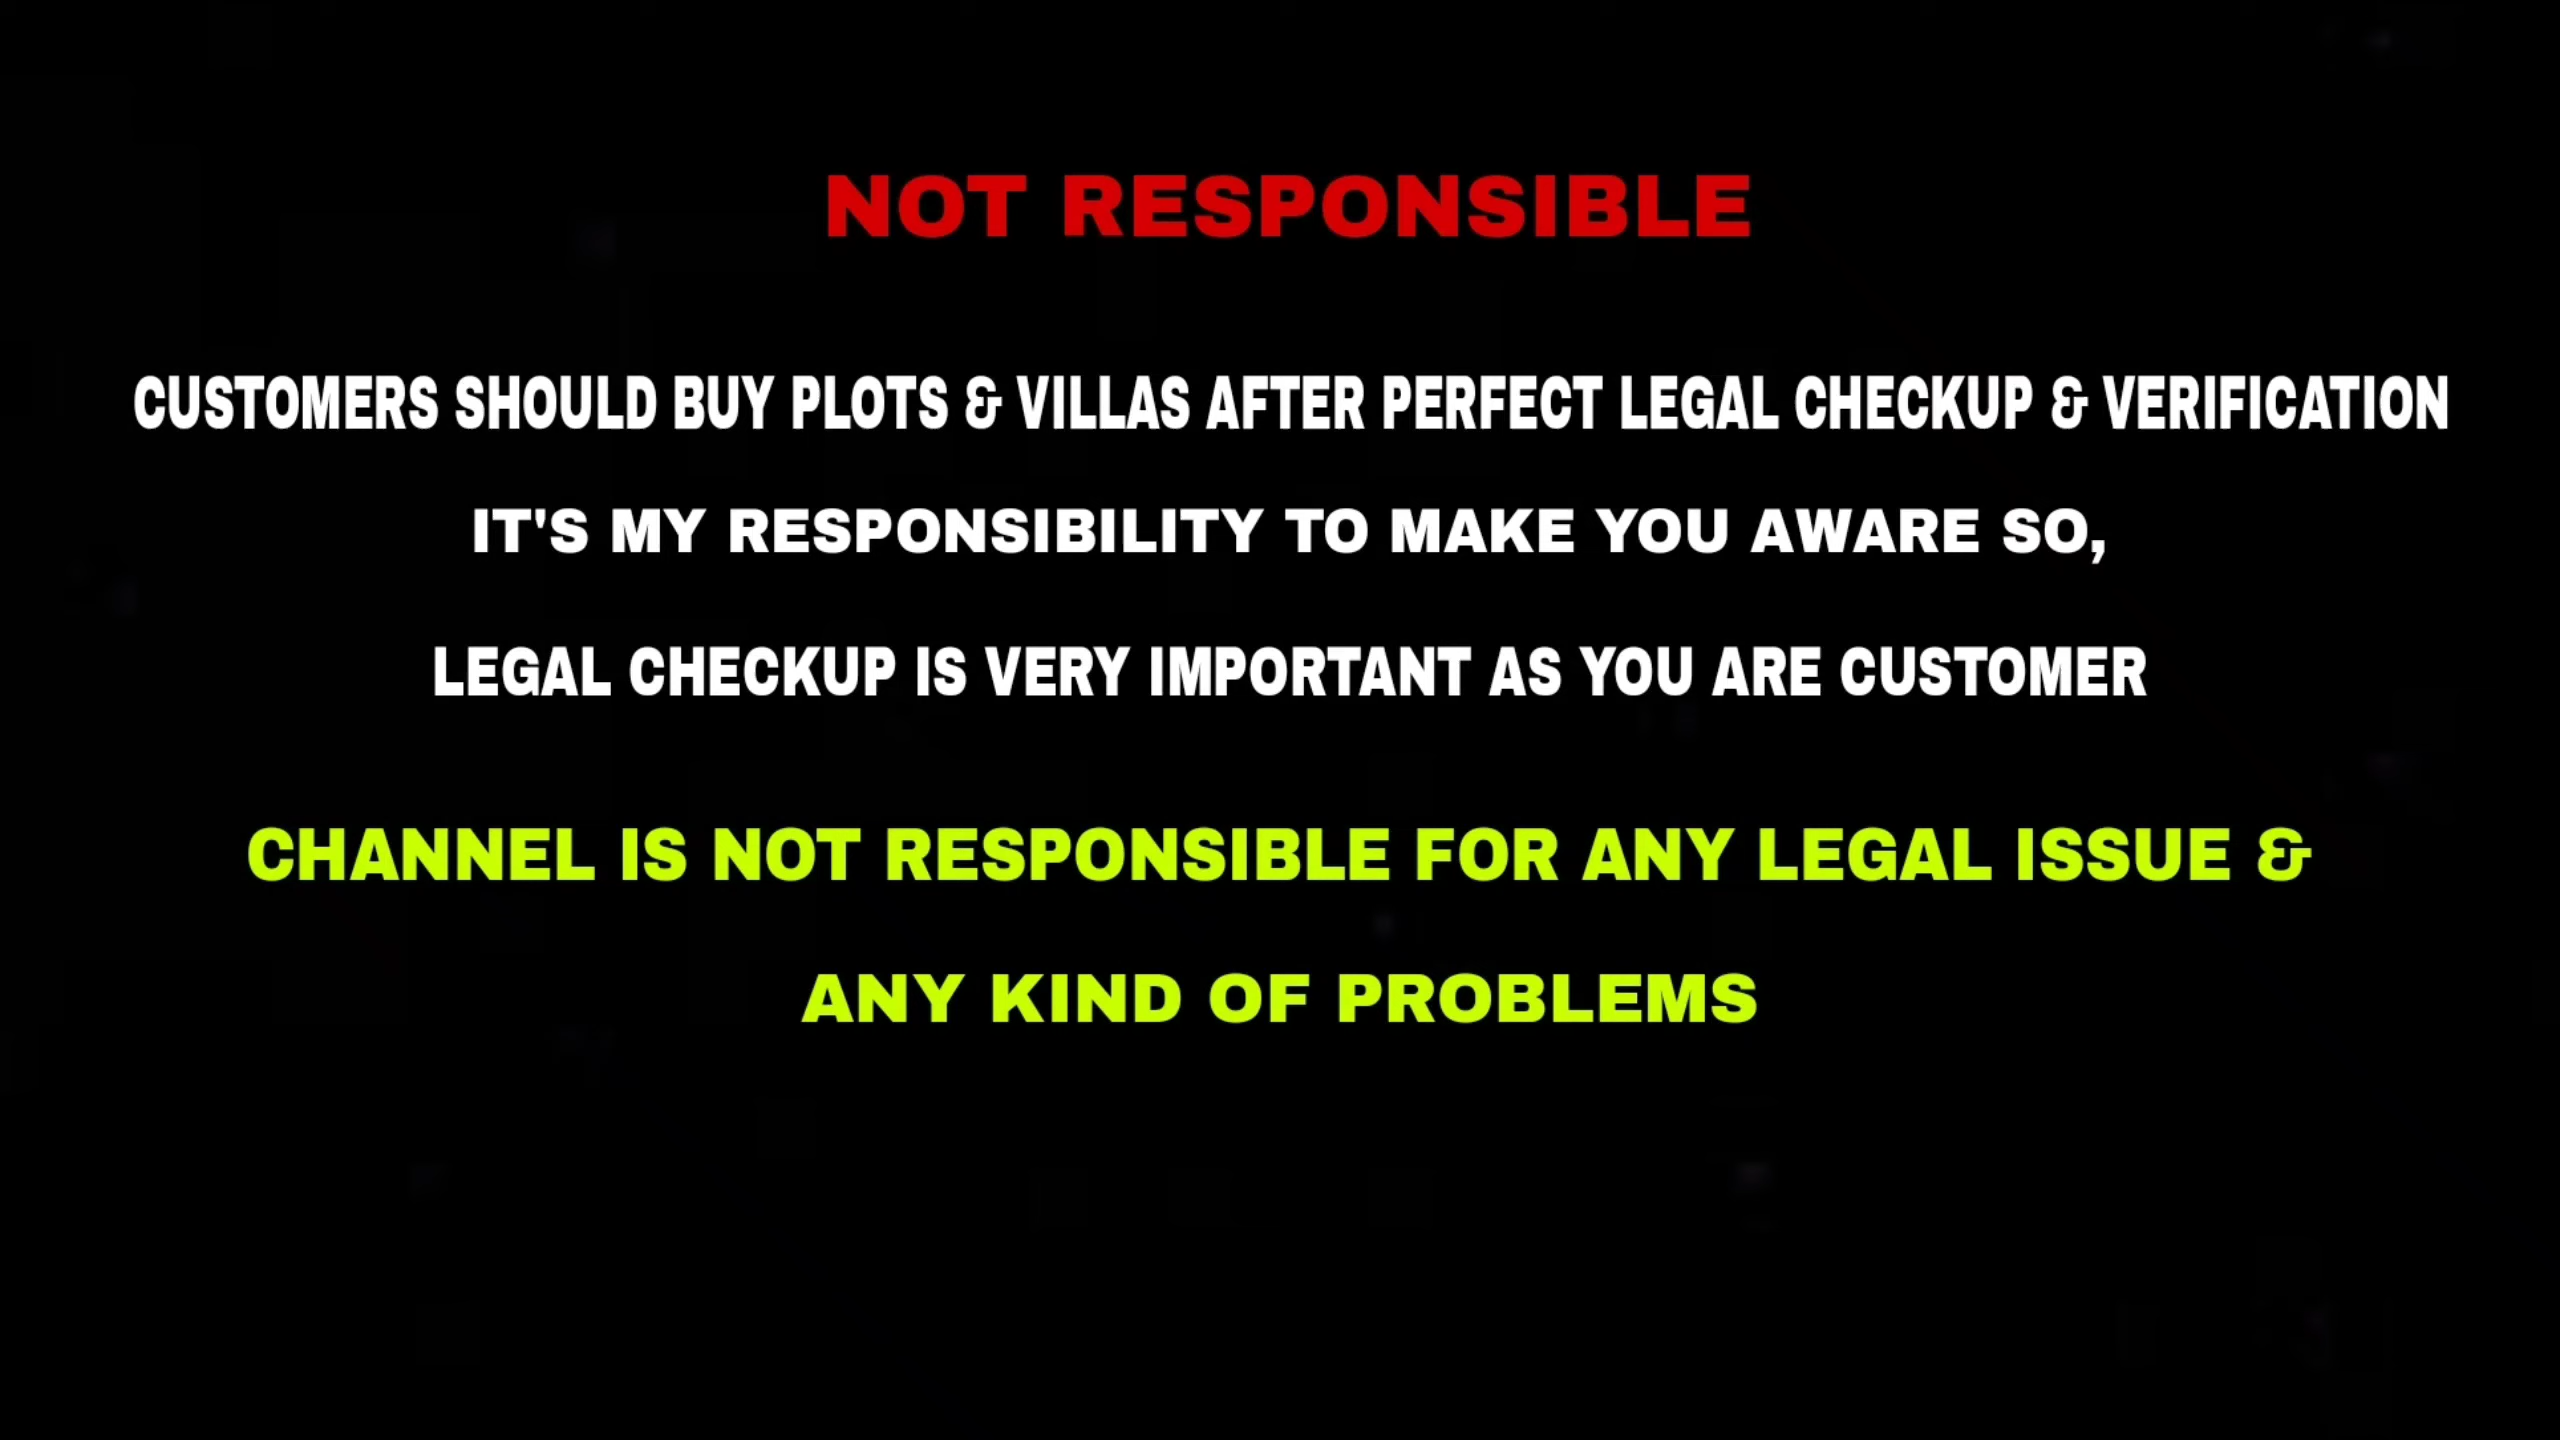 NOT RESPONSIBLE
CUSTOMERS SHOULD BUY PLOTS & VILLAS AFTER PERFECT LEGAL CHECKUP & VERIFICATION
IT'S MY RESPONSIBILITY TO MAKE YOU AWARE SO,
LEGAL CHECKUP IS VERY IMPORTANT AS YOU ARE CUSTOMER
CHANNEL IS NOT RESPONSIBLE FOR ANY LEGAL ISSUE &
ANY KIND OF PROBLEMS